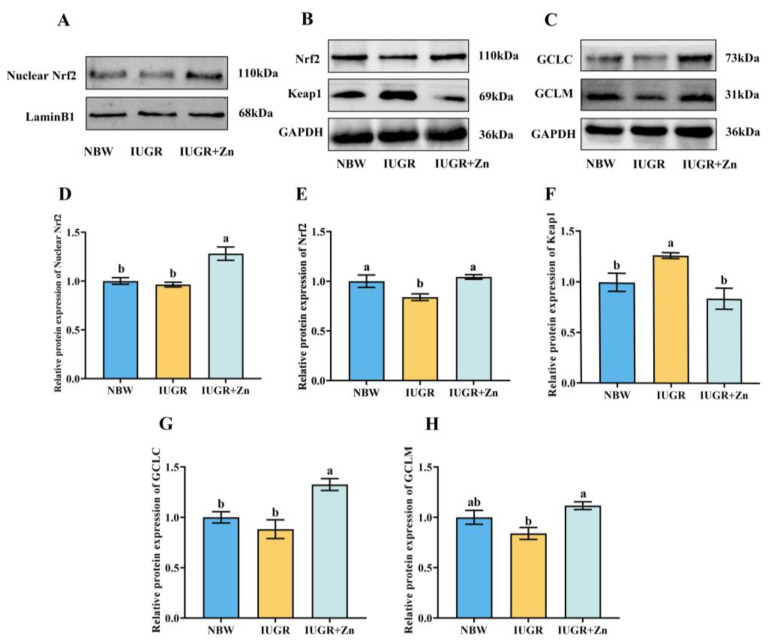 A
Nuclear Nrf2
110kDa
LaminB1
68kDa
NBW IUGR IUGR+Zn
B
Nrf2
110kDa
Keap1
69kDa
GAPDH
36kDa
NBW IUGR IUGR+Zn
C
GCLC
73kDa
GCLM
31kDa
GAPDH
36kDa
NBW IUGR IUGR+Zn
D
Relative protein expression of Nuclear Nrf2
1.5
1.0
0.5
0.0
b b a
NBW IUGR IUGR+Zn
E
Relative protein expression of Nrf2
1.5
1.0
0.5
0.0
a b a
NBW IUGR IUGR+Zn
F
Relative protein expression of Keap1
1.5
1.0
0.5
0.0
b a b
NBW IUGR IUGR+Zn
G
Relative protein expression of GCLC
1.5
1.0
0.5
0.0
b b a
NBW IUGR IUGR+Zn
H
Relative protein expression of GCLM
1.5
1.0
0.5
0.0
ab b a
NBW IUGR IUGR+Zn